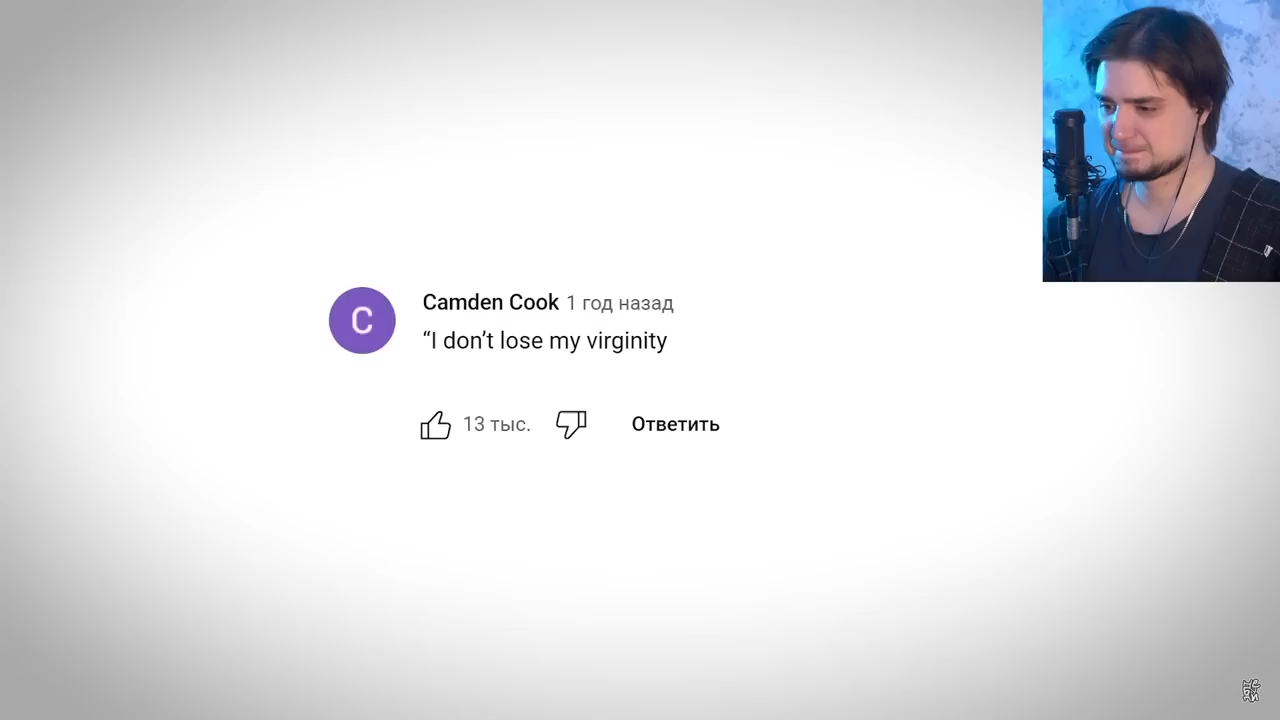 C
Camden Cook 1 год назад
“I don’t lose my virginity
13 тыс. Ответить